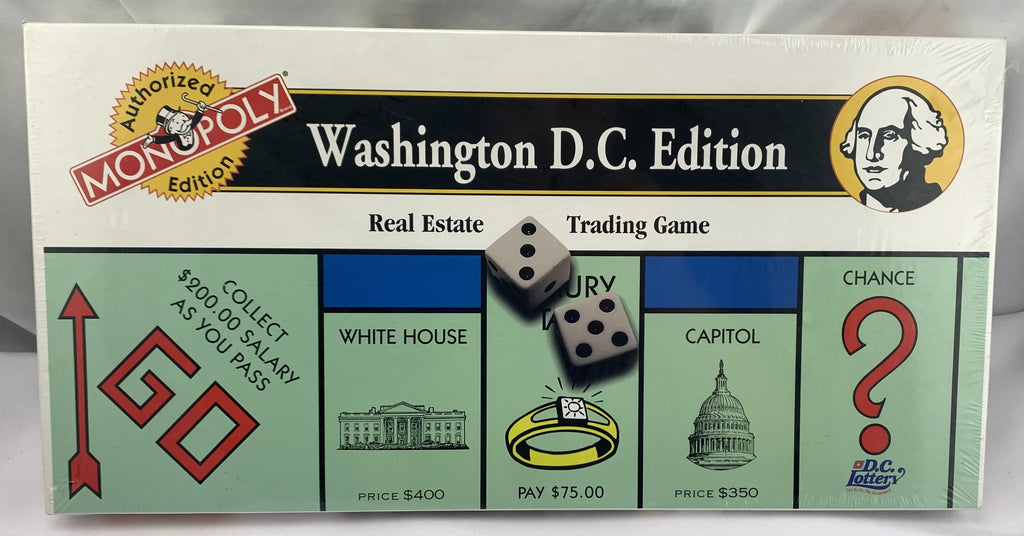 Authorized
MONOPOLY®
Edition
Washington D.C. Edition
Real Estate Trading Game
COLLECT
$200.00 SALARY
AS YOU PASS
GO
WHITE HOUSE
PRICE $400
URY
PAY $75.00
CAPITOL
PRICE $350
CHANCE
?
D.C.
Lottery